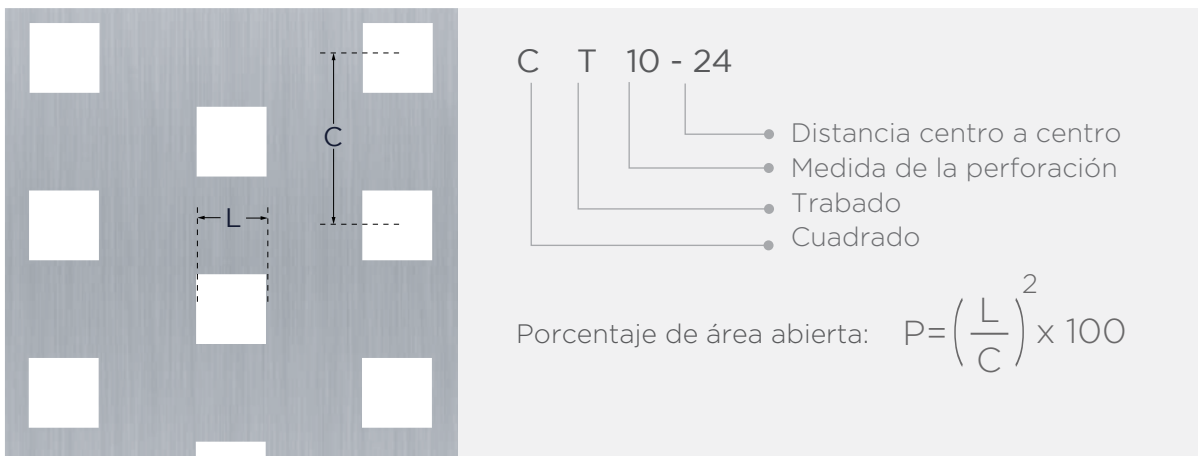 C
L
C T 10 - 24
Distancia centro a centro
Medida de la perforación
Trabado
Cuadrado
Porcentaje de área abierta: P=(L/C)² x 100